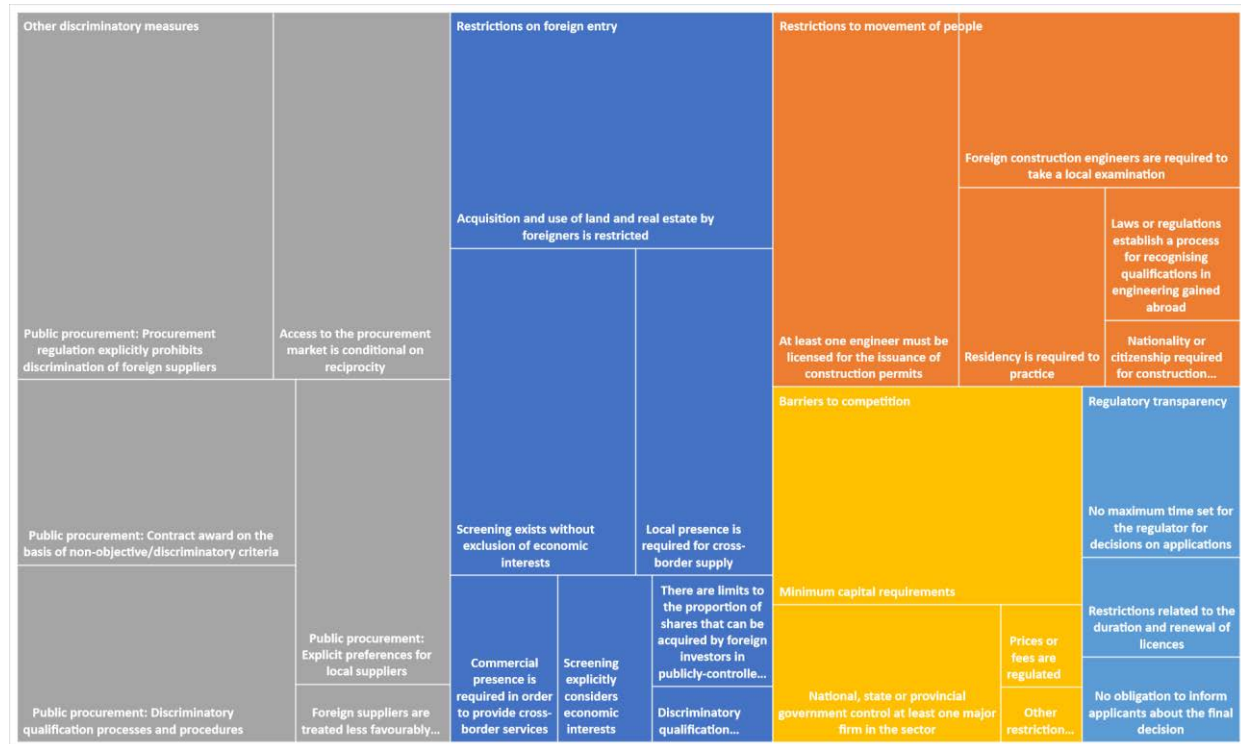 Other discriminatory measures
Public procurement: Procurement
regulation explicitly prohibits
discrimination of foreign suppliers
Access to the procurement
market is conditional on
reciprocity
Public procurement: Contract award on the
basis of non-objective/discriminatory criteria
Public procurement: Discriminatory
qualification processes and procedures
Public procurement:
Explicit preferences for
local suppliers
Foreign suppliers are
treated less favourably...
Restrictions on foreign entry
Acquisition and use of land and real estate by
foreigners is restricted
Screening exists without
exclusion of economic
interests
Local presence is
required for cross-
border supply
Commercial
presence is
required in order
to provide cross-
border services
Screening
explicitly
considers
economic
interests
There are limits to
the proportion of
shares that can be
acquired by foreign
investors in
publicly-controlle...
Discriminatory
qualification...
Restrictions to movement of people
At least one engineer must be
licensed for the issuance of
construction permits
Foreign construction engineers are required to
take a local examination
Residency is required to
practice
Laws or regulations
establish a process
for recognising
qualifications in
engineering gained
abroad
Nationality or
citizenship required
for construction...
Barriers to competition
Minimum capital requirements
National, state or provincial
government control at least one major
firm in the sector
Prices or
fees are
regulated
Other
restriction...
Regulatory transparency
No maximum time set for
the regulator for
decisions on applications
Restrictions related to the
duration and renewal of
licences
No obligation to inform
applicants about the final
decision